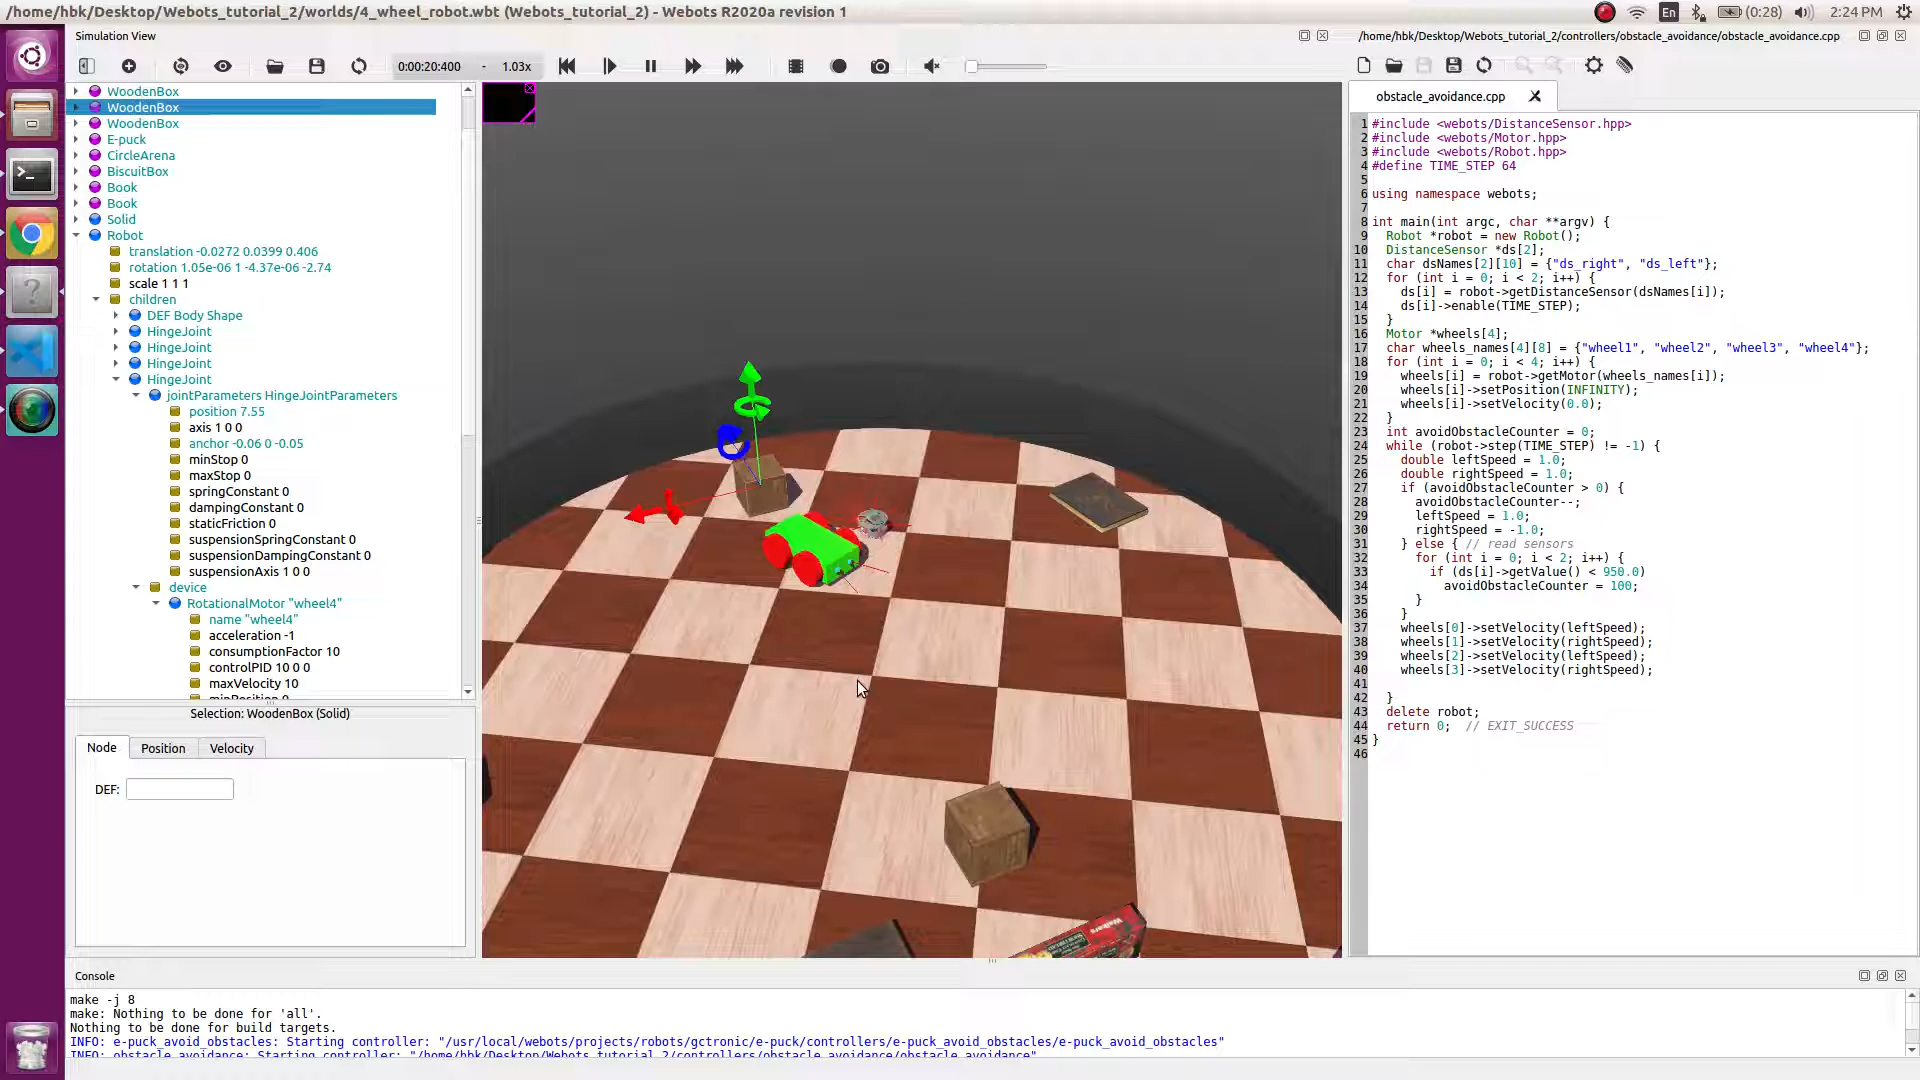 /home/hbk/Desktop/Webots_tutorial_2/worlds/4_wheel_robot.wbt (Webots_tutorial_2) - Webots R2020a revision 1
En
(0:28)
2:24 PM
Simulation View
/home/hbk/Desktop/Webots_tutorial_2/controllers/obstacle_avoidance/obstacle_avoidance.cpp
0:00:20:400 - 1.03x
obstacle_avoidance.cpp
WoodenBox
WoodenBox
WoodenBox
E-puck
CircleArena
BiscuitBox
Book
Book
Solid
Robot
translation -0.0272 0.0399 0.406
rotation 1.05e-06 1 -4.37e-06 -2.74
scale 1 1 1
children
DEF Body Shape
HingeJoint
HingeJoint
HingeJoint
HingeJoint
jointParameters HingeJointParameters
position 7.55
axis 1 0 0
anchor -0.06 0 -0.05
minStop 0
maxStop 0
springConstant 0
dampingConstant 0
staticFriction 0
suspensionSpringConstant 0
suspensionDampingConstant 0
suspensionAxis 1 0 0
device
RotationalMotor "wheel4"
name "wheel4"
acceleration -1
consumptionFactor 10
controlPID 10 0 0
maxVelocity 10
minPosition 0
Selection: WoodenBox (Solid)
Node Position Velocity
DEF:
1 #include <webots/DistanceSensor.hpp>
2 #include <webots/Motor.hpp>
3 #include <webots/Robot.hpp>
4 #define TIME_STEP 64
5
6 using namespace webots;
7
8 int main(int argc, char **argv) {
9 Robot *robot = new Robot();
10 DistanceSensor *ds[2];
11 char dsNames[2][10] = {"ds_right", "ds_left"};
12 for (int i = 0; i < 2; i++) {
13 ds[i] = robot->getDistanceSensor(dsNames[i]);
14 ds[i]->enable(TIME_STEP);
15 }
16 Motor *wheels[4];
17 char wheels_names[4][8] = {"wheel1", "wheel2", "wheel3", "wheel4"};
18 for (int i = 0; i < 4; i++) {
19 wheels[i] = robot->getMotor(wheels_names[i]);
20 wheels[i]->setPosition(INFINITY);
21 wheels[i]->setVelocity(0.0);
22 }
23 int avoidObstacleCounter = 0;
24 while (robot->step(TIME_STEP) != -1) {
25 double leftSpeed = 1.0;
26 double rightSpeed = 1.0;
27 if (avoidObstacleCounter > 0) {
28 avoidObstacleCounter--;
29 leftSpeed = 1.0;
30 rightSpeed = -1.0;
31 } else { // read sensors
32 for (int i = 0; i < 2; i++) {
33 if (ds[i]->getValue() < 950.0)
34 avoidObstacleCounter = 100;
35 }
36 }
37 wheels[0]->setVelocity(leftSpeed);
38 wheels[1]->setVelocity(rightSpeed);
39 wheels[2]->setVelocity(leftSpeed);
40 wheels[3]->setVelocity(rightSpeed);
41
42 }
43 delete robot;
44 return 0; // EXIT_SUCCESS
45 }
46
Walkers
Console
make -j 8
make: Nothing to be done for 'all'.
Nothing to be done for build targets.
INFO: e-puck_avoid_obstacles: Starting controller: "/usr/local/webots/projects/robots/gctronic/e-puck/controllers/e-puck_avoid_obstacles/e-puck_avoid_obstacles"
INFO: obstacle_avoidance: Starting controller: "/home/hbk/Desktop/Webots_tutorial_2/controllers/obstacle_avoidance/obstacle_avoidance"